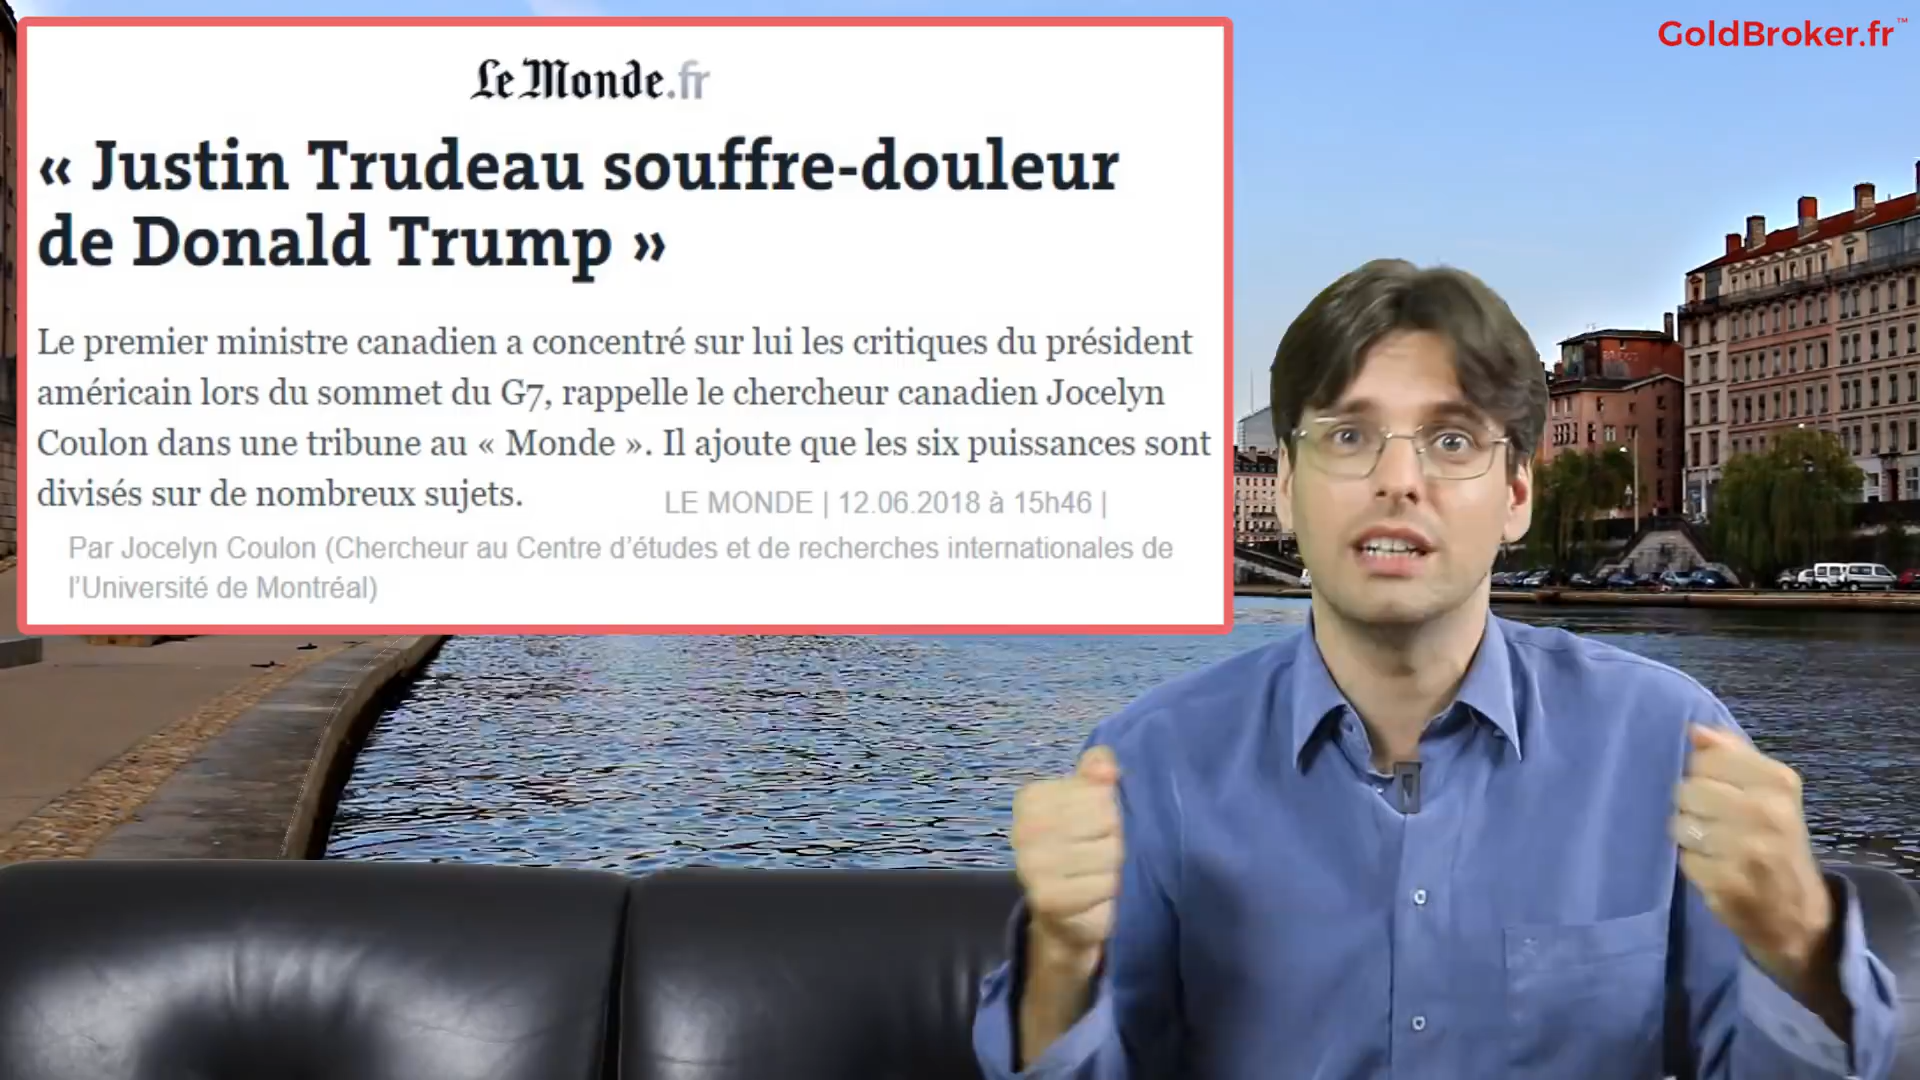 GoldBroker.fr™
Le Monde.fr
« Justin Trudeau souffre-douleur
de Donald Trump »
Le premier ministre canadien a concentré sur lui les critiques du président
américain lors du sommet du G7, rappelle le chercheur canadien Jocelyn
Coulon dans une tribune au « Monde ». Il ajoute que les six puissances sont
divisés sur de nombreux sujets.
LE MONDE | 12.06.2018 à 15h46 |
Par Jocelyn Coulon (Chercheur au Centre d’études et de recherches internationales de
l’Université de Montréal)